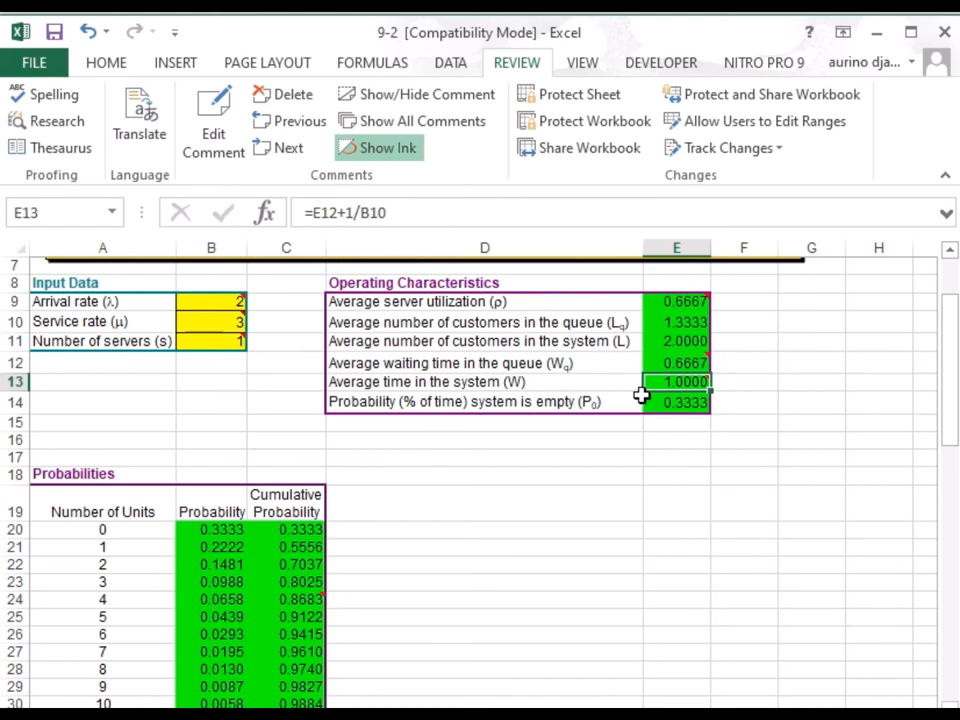 9-2 [Compatibility Mode] - Excel
?
FILE HOME INSERT PAGE LAYOUT FORMULAS DATA REVIEW VIEW DEVELOPER NITRO PRO 9 aurino dja...
ABC Spelling
Research
Thesaurus
Proofing
Translate
Language
Edit Comment
Delete
Previous
Next
Show/Hide Comment
Show All Comments
Show Ink
Comments
Protect Sheet
Protect Workbook
Share Workbook
Protect and Share Workbook
Allow Users to Edit Ranges
Track Changes
Changes
E13 fx =E12+1/B10
A B C D E F G H
7
8 Input Data Operating Characteristics
9 Arrival rate (λ) 2 Average server utilization (ρ) 0.6667
10 Service rate (μ) 3 Average number of customers in the queue (Lq) 1.3333
11 Number of servers (s) 1 Average number of customers in the system (L) 2.0000
12 Average waiting time in the queue (Wq) 0.6667
13 Average time in the system (W) 1.0000
14 Probability (% of time) system is empty (P0) 0.3333
15
16
17
18 Probabilities
19 Number of Units Probability Cumulative Probability
20 0 0.3333 0.3333
21 1 0.2222 0.5556
22 2 0.1481 0.7037
23 3 0.0988 0.8025
24 4 0.0658 0.8683
25 5 0.0439 0.9122
26 6 0.0293 0.9415
27 7 0.0195 0.9610
28 8 0.0130 0.9740
29 9 0.0087 0.9827
30 10 0.0058 0.9884